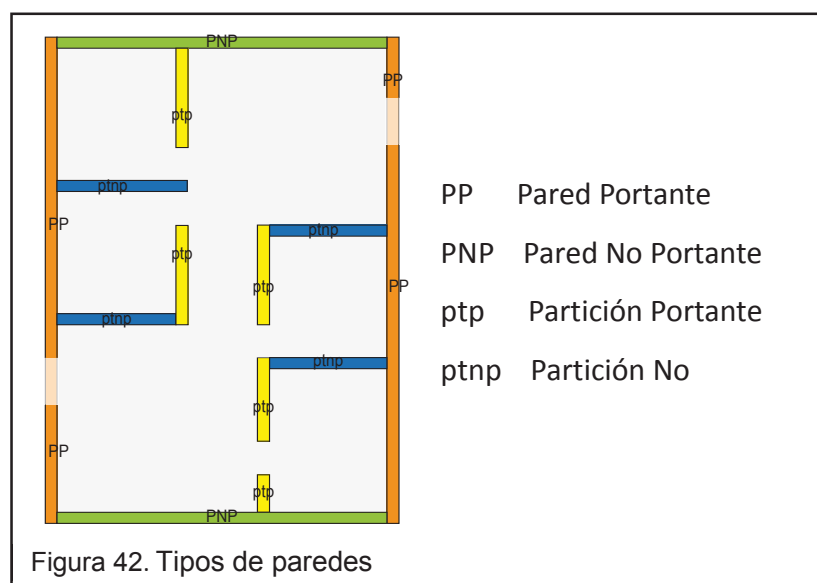 PNP
PP
ptp
ptnp
PP
ptp
ptnp
PP
ptp
ptnp
ptnp
ptp
PP
ptp
PNP
PP Pared Portante
PNP Pared No Portante
ptp Partición Portante
ptnp Partición No
Figura 42. Tipos de paredes